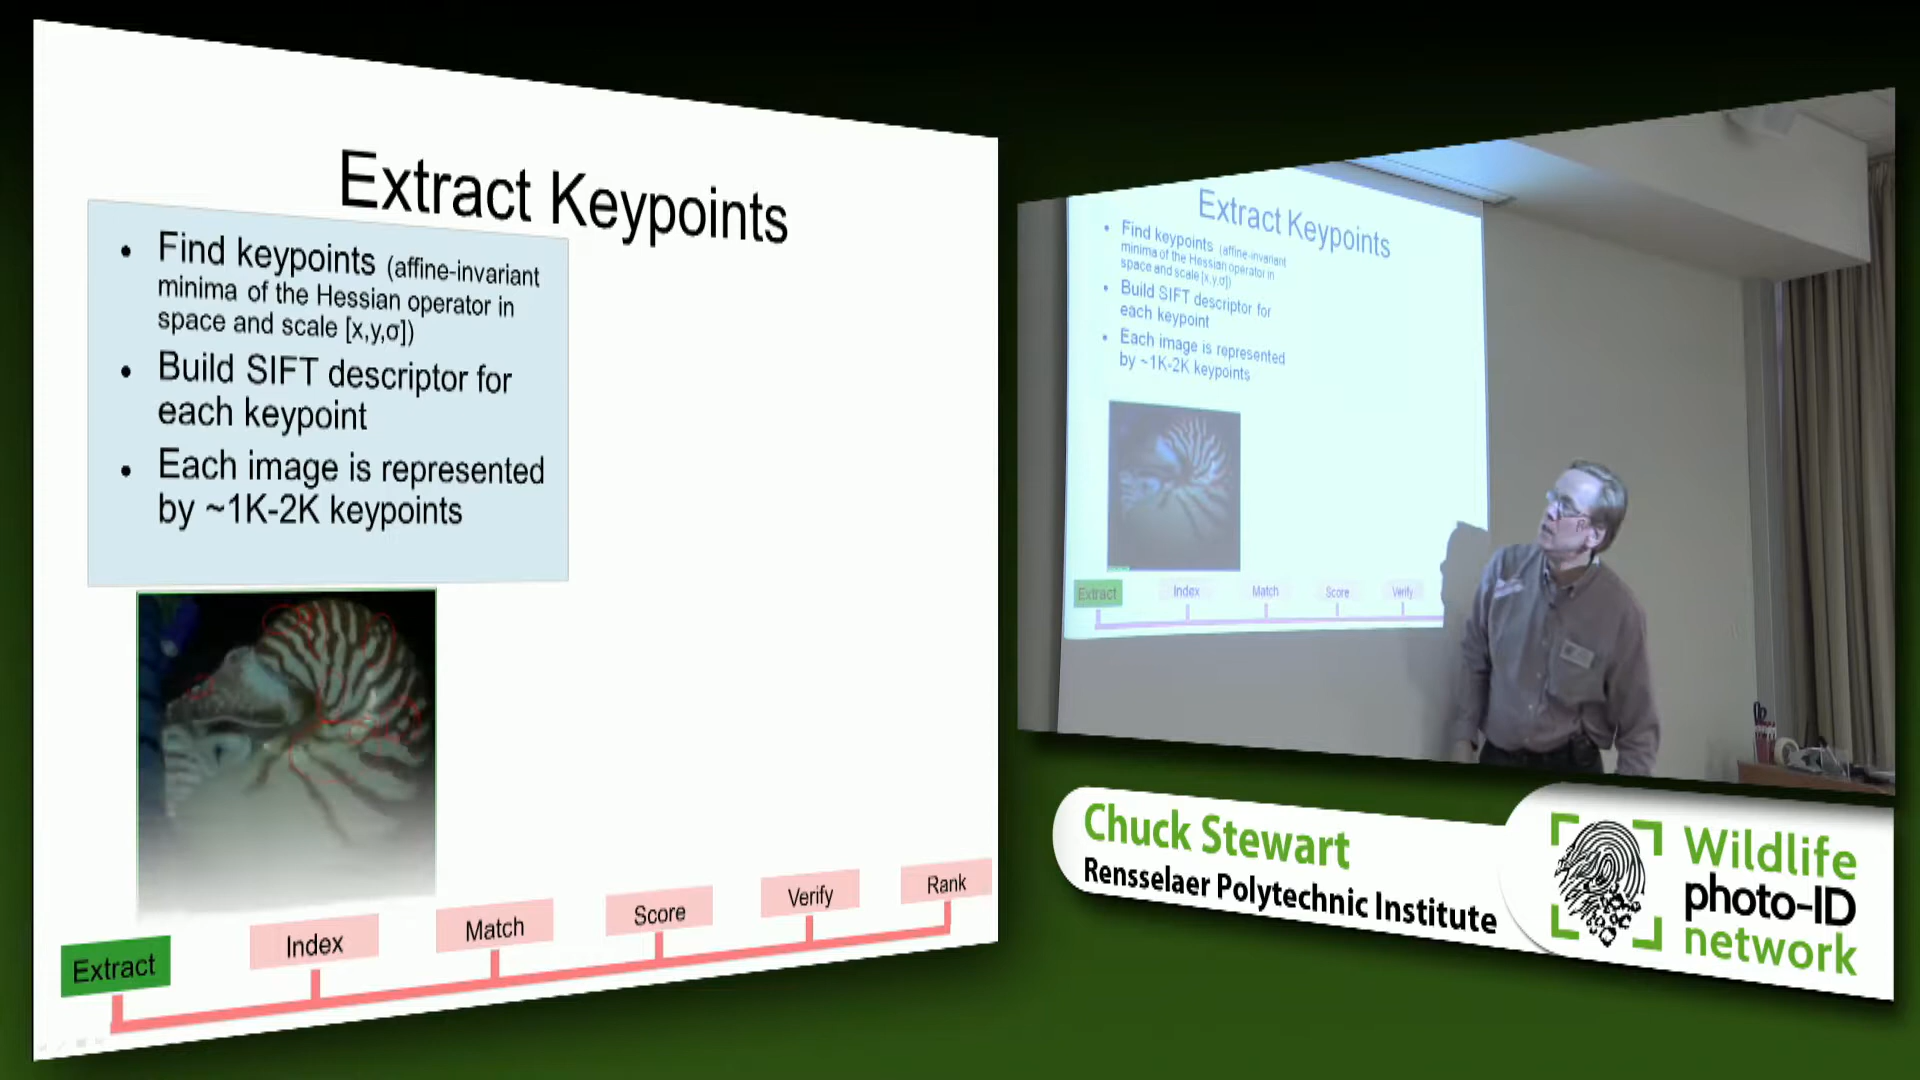 Extract Keypoints
• Find keypoints (affine-invariant
minima of the Hessian operator in
space and scale [x,y,σ])
• Build SIFT descriptor for
each keypoint
• Each image is represented
by ~1K-2K keypoints
Extract
Index
Match
Score
Verify
Rank
Extract Keypoints
• Find keypoints (affine-invariant
minima of the Hessian operator in
space and scale [x,y,σ])
• Build SIFT descriptor for
each keypoint
• Each image is represented
by ~1K-2K keypoints
Extract
Index
Match
Score
Verify
Chuck Stewart
Rensselaer Polytechnic Institute
Wildlife
photo-ID
network